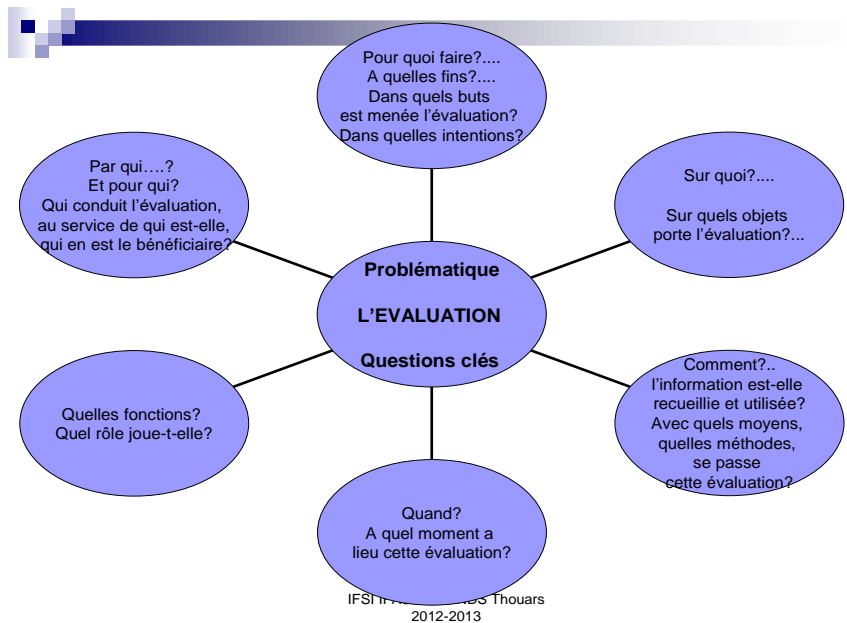 Pour quoi faire?....
A quelles fins?....
Dans quels buts
est menée l’évaluation?
Dans quelles intentions?
Par qui….?
Et pour qui?
Qui conduit l’évaluation,
au service de qui est-elle,
qui en est le bénéficiaire?
Sur quoi?....
Sur quels objets
porte l’évaluation?...
Problématique
L’EVALUATION
Questions clés
Quelles fonctions?
Quel rôle joue-t-elle?
Comment?..
l’information est-elle
recueillie et utilisée?
Avec quels moyens,
quelles méthodes,
se passe
cette évaluation?
Quand?
A quel moment a
lieu cette évaluation?
IFSI Thouars
2012-2013